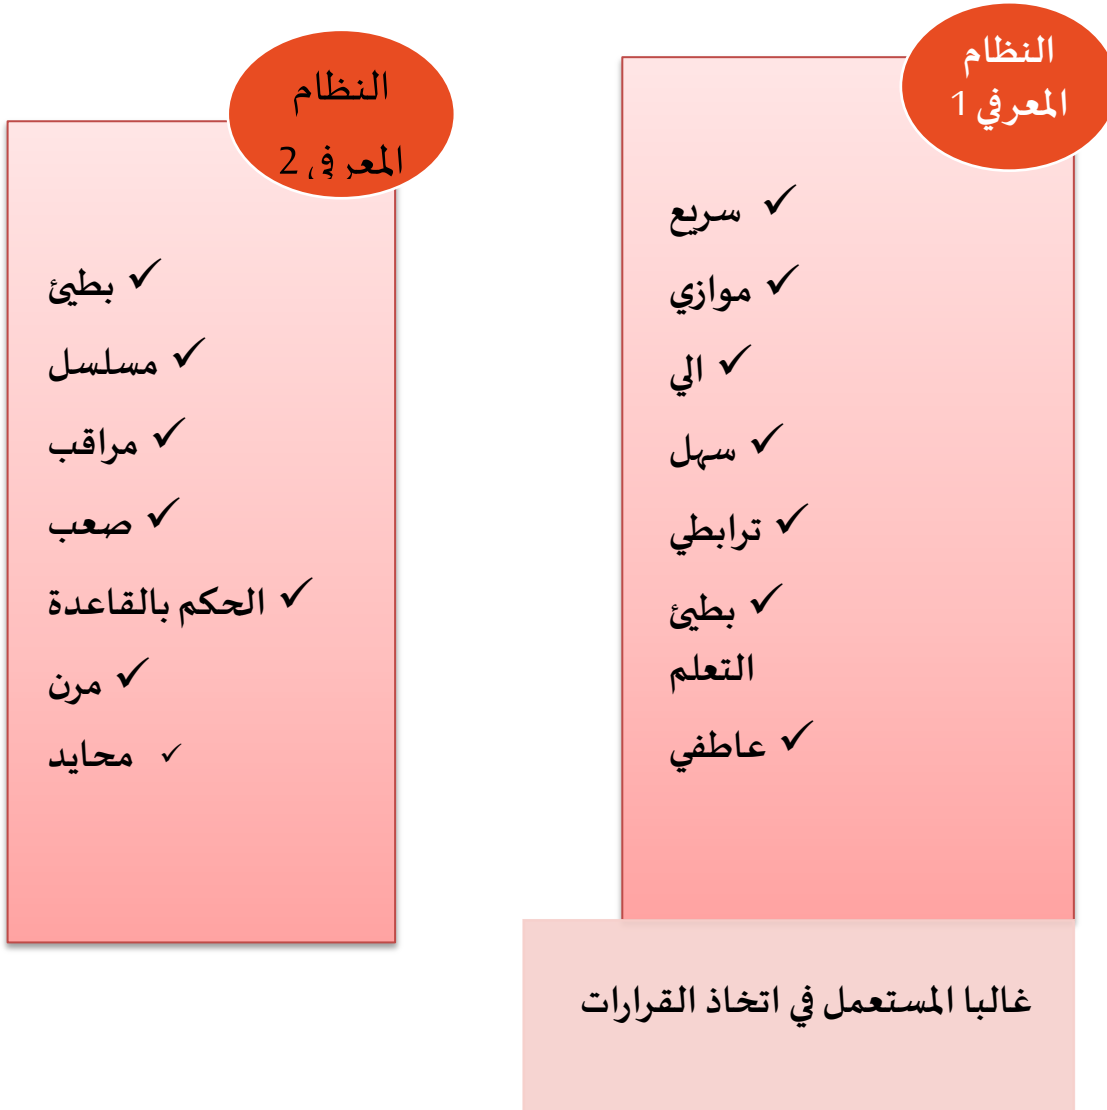 النظام
المعرفي 1
سريع
موازي
الي
سهل
ترابطي
بطيئ
التعلم
عاطفي
غالبا المستعمل في اتخاذ القرارات
النظام
المعرفي 2
بطيئ
مسلسل
مراقب
صعب
الحكم بالقاعدة
مرن
محايد